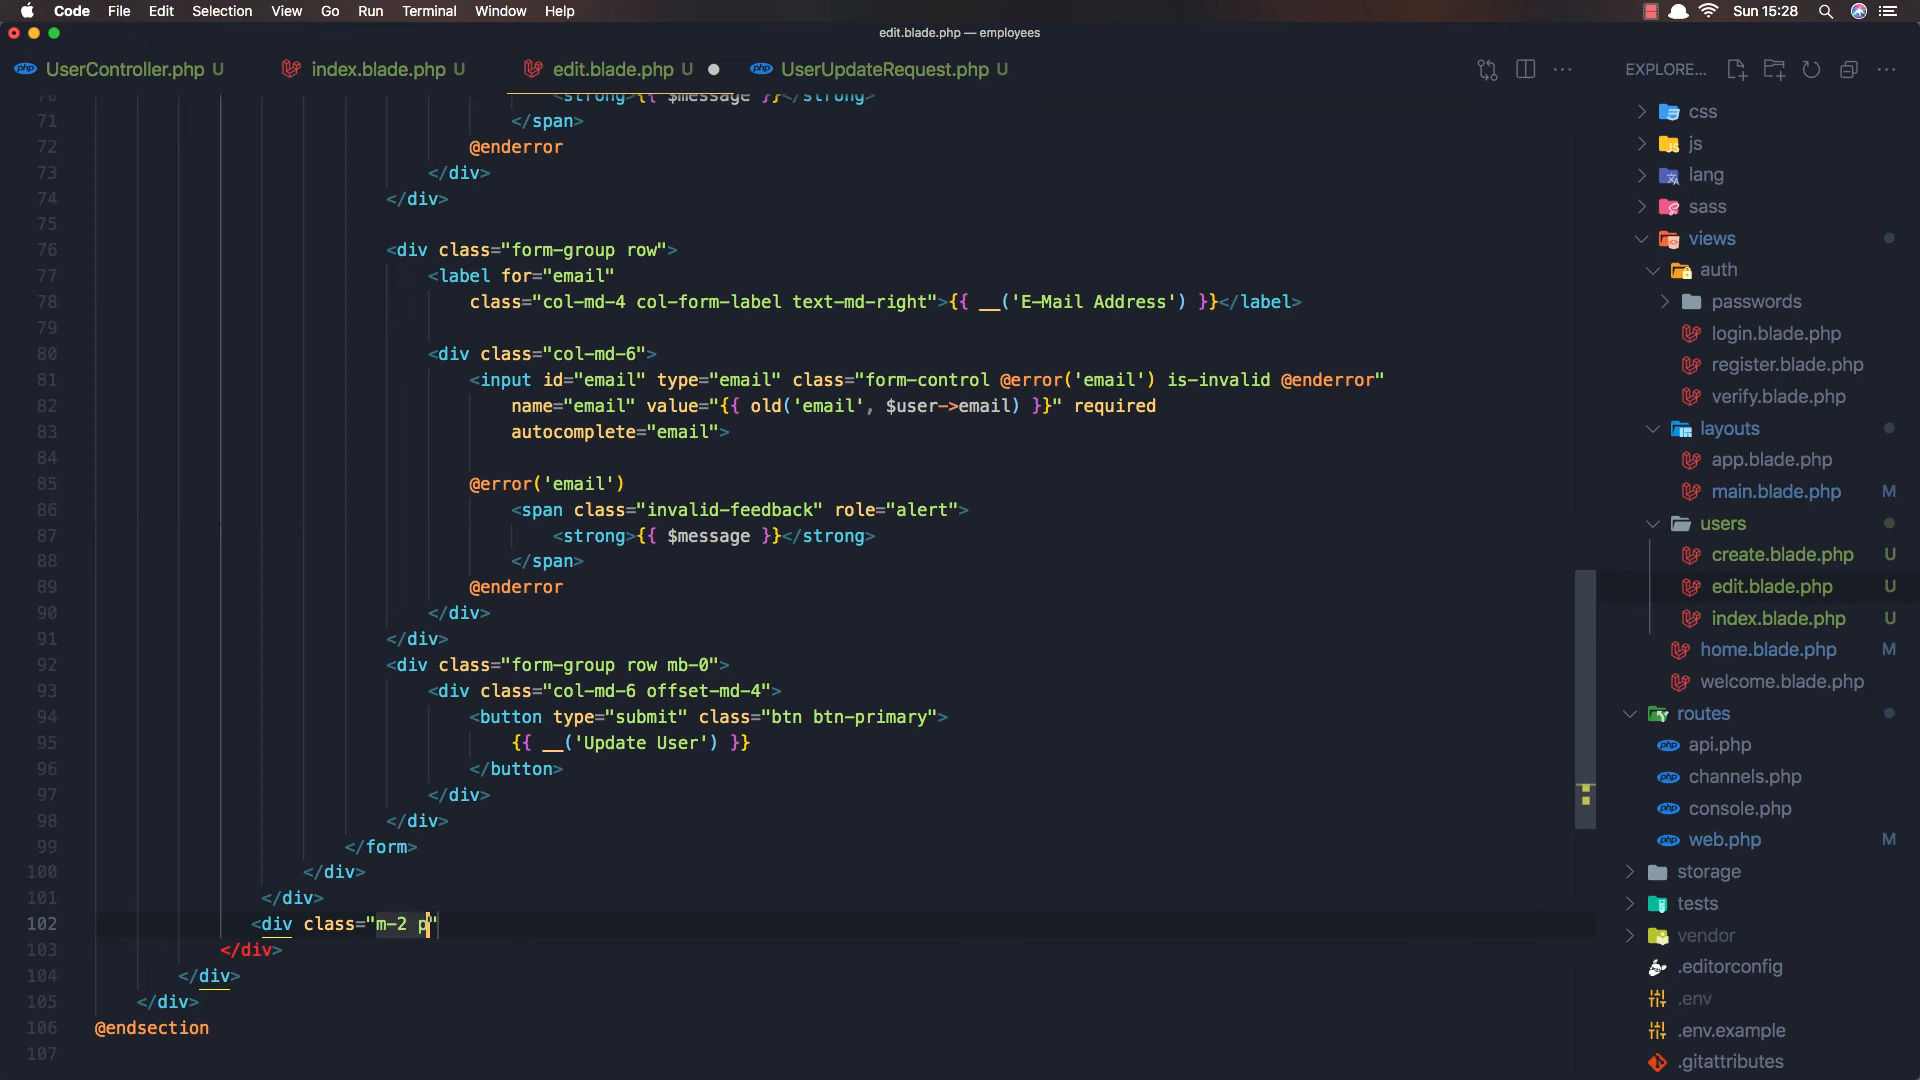 Code File Edit Selection View Go Run Terminal Window Help Sun 15:28
edit.blade.php — employees
UserController.php U index.blade.php U edit.blade.php U UserUpdateRequest.php U EXPLORE...
70 <strong>{{ $message }}</strong>
71 </span>
72 @enderror
73 </div>
74 </div>
75
76 <div class="form-group row">
77 <label for="email"
78 class="col-md-4 col-form-label text-md-right">{{ __('E-Mail Address') }}</label>
79
80 <div class="col-md-6">
81 <input id="email" type="email" class="form-control @error('email') is-invalid @enderror"
82 name="email" value="{{ old('email', $user->email) }}" required
83 autocomplete="email">
84
85 @error('email')
86 <span class="invalid-feedback" role="alert">
87 <strong>{{ $message }}</strong>
88 </span>
89 @enderror
90 </div>
91 </div>
92 <div class="form-group row mb-0">
93 <div class="col-md-6 offset-md-4">
94 <button type="submit" class="btn btn-primary">
95 {{ __('Update User') }}
96 </button>
97 </div>
98 </div>
99 </form>
100 </div>
101 </div>
102 <div class="m-2 p"
103 </div>
104 </div>
105 </div>
106 @endsection
107
css
js
lang
sass
views
auth
passwords
login.blade.php
register.blade.php
verify.blade.php
layouts
app.blade.php
main.blade.php M
users
create.blade.php U
edit.blade.php U
index.blade.php U
home.blade.php M
welcome.blade.php
routes
api.php
channels.php
console.php
web.php M
storage
tests
vendor
.editorconfig
.env
.env.example
.gitattributes